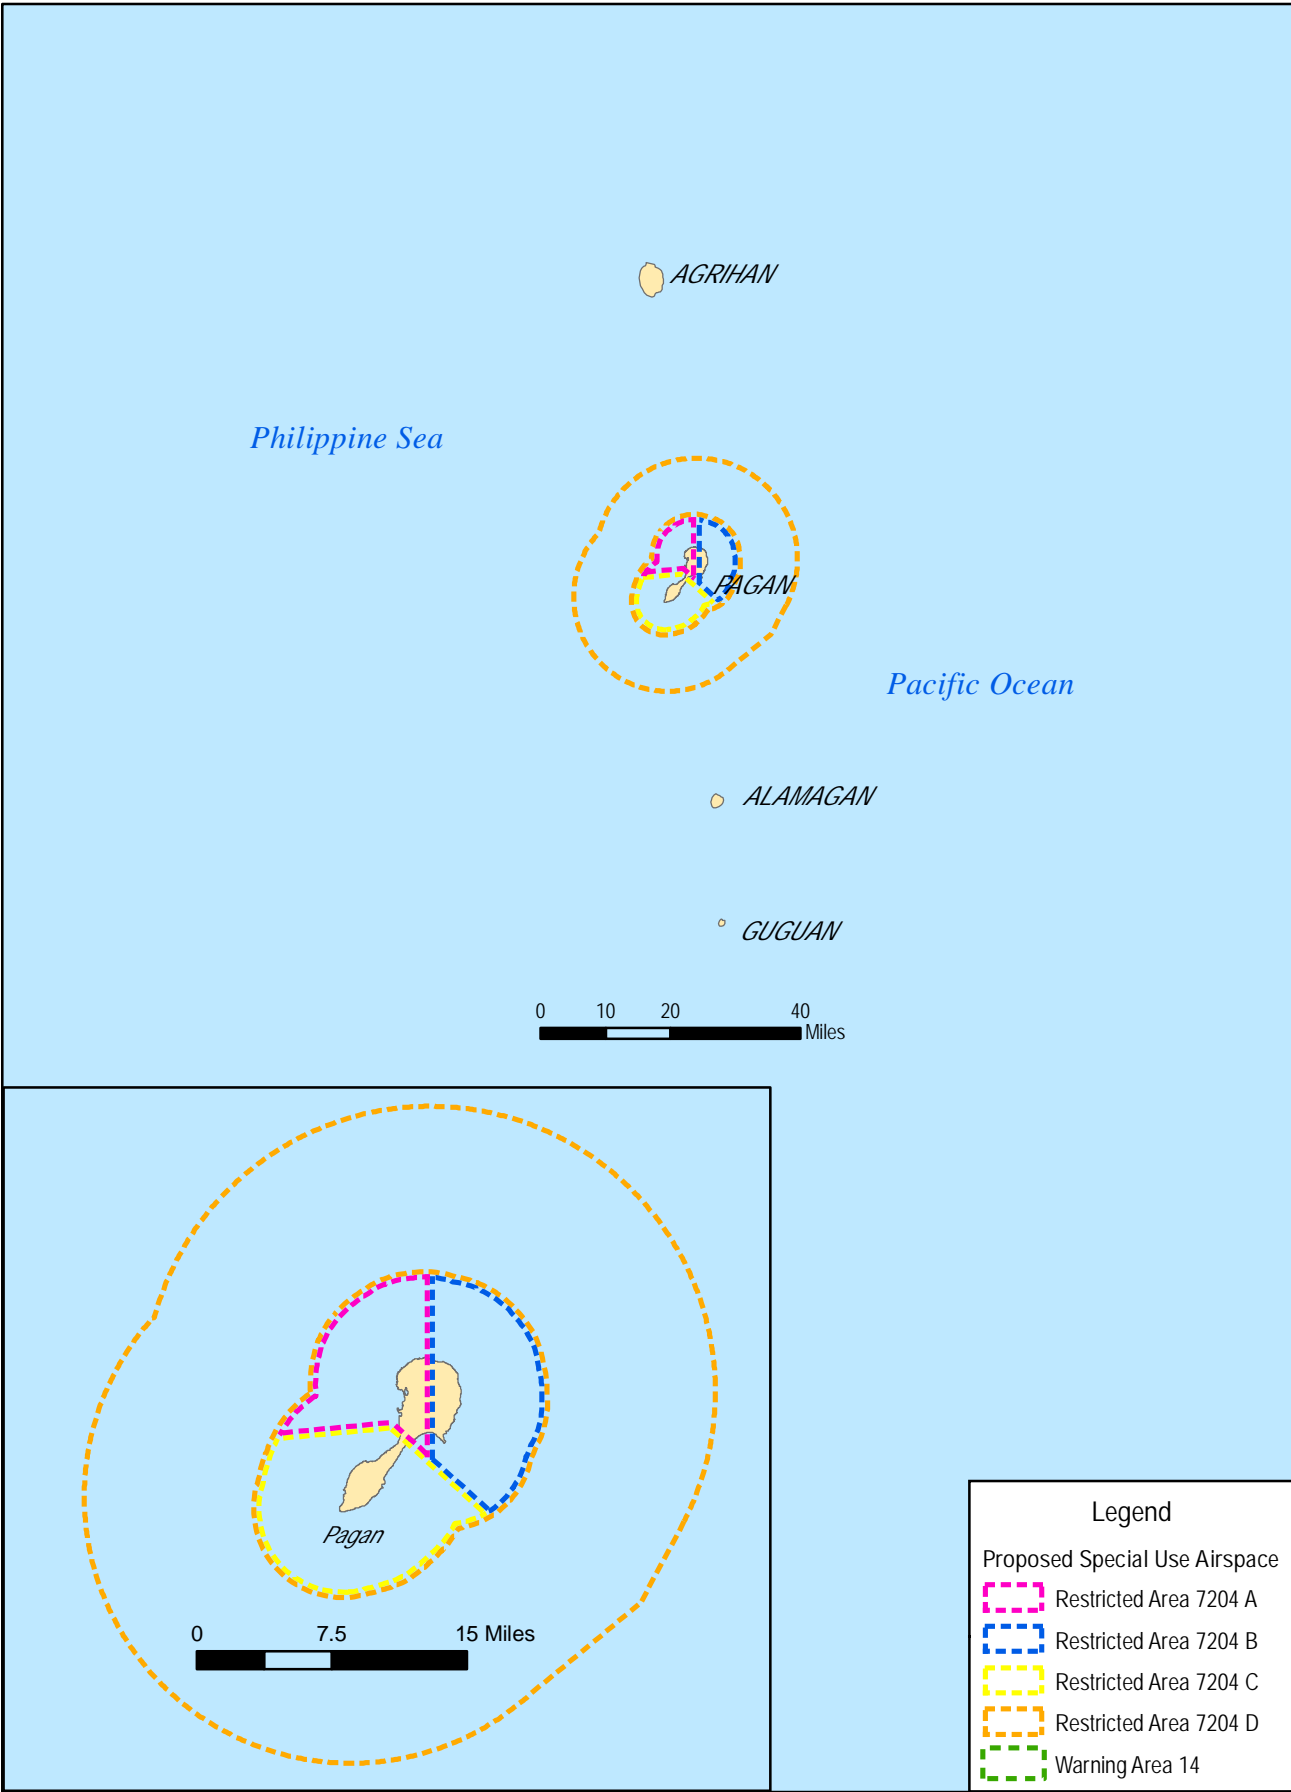 AGRIHAN
Philippine Sea
PAGAN
Pacific Ocean
ALAMAGAN
GUGUAN
0 10 20 40
Miles
Pagan
0 7.5 15 Miles
Legend
Proposed Special Use Airspace
Restricted Area 7204 A
Restricted Area 7204 B
Restricted Area 7204 C
Restricted Area 7204 D
Warning Area 14